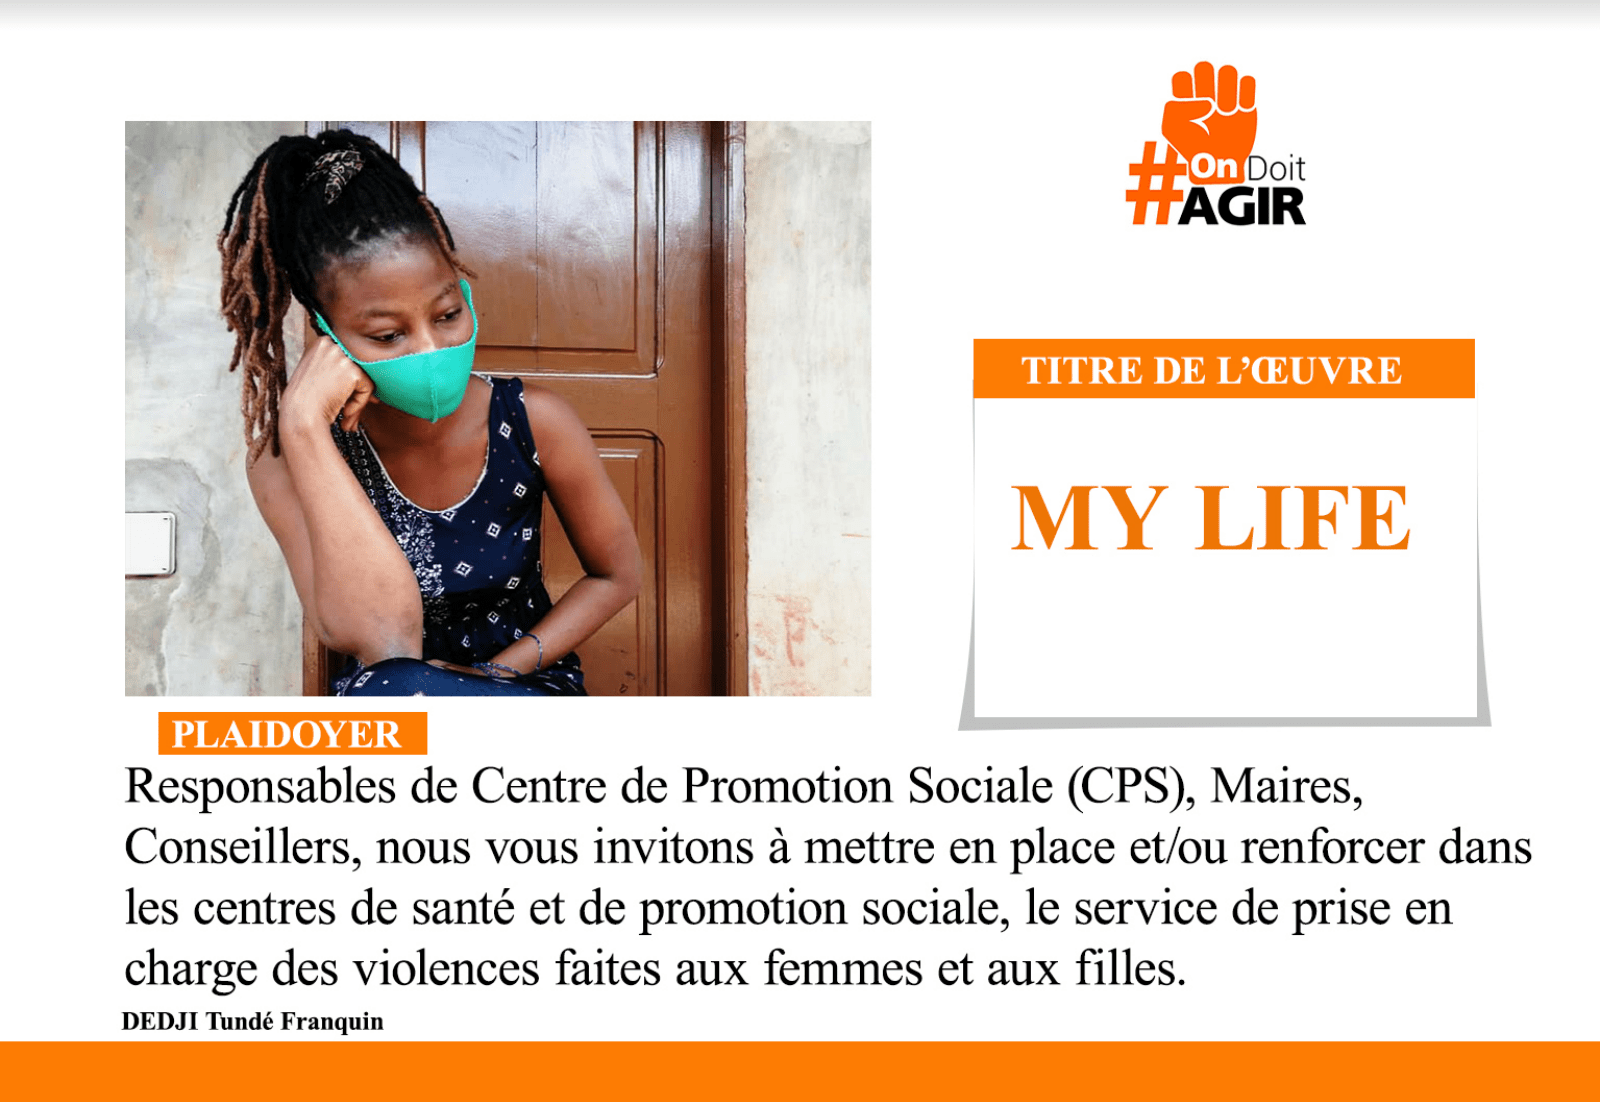 #On Doit
AGIR
TITRE DE L'ŒUVRE
MY LIFE
PLAIDOYER
Responsables de Centre de Promotion Sociale (CPS), Maires,
Conseillers, nous vous invitons à mettre en place et/ou renforcer dans
les centres de santé et de promotion sociale, le service de prise en
charge des violences faites aux femmes et aux filles.
DEDJI Tundé Franquin